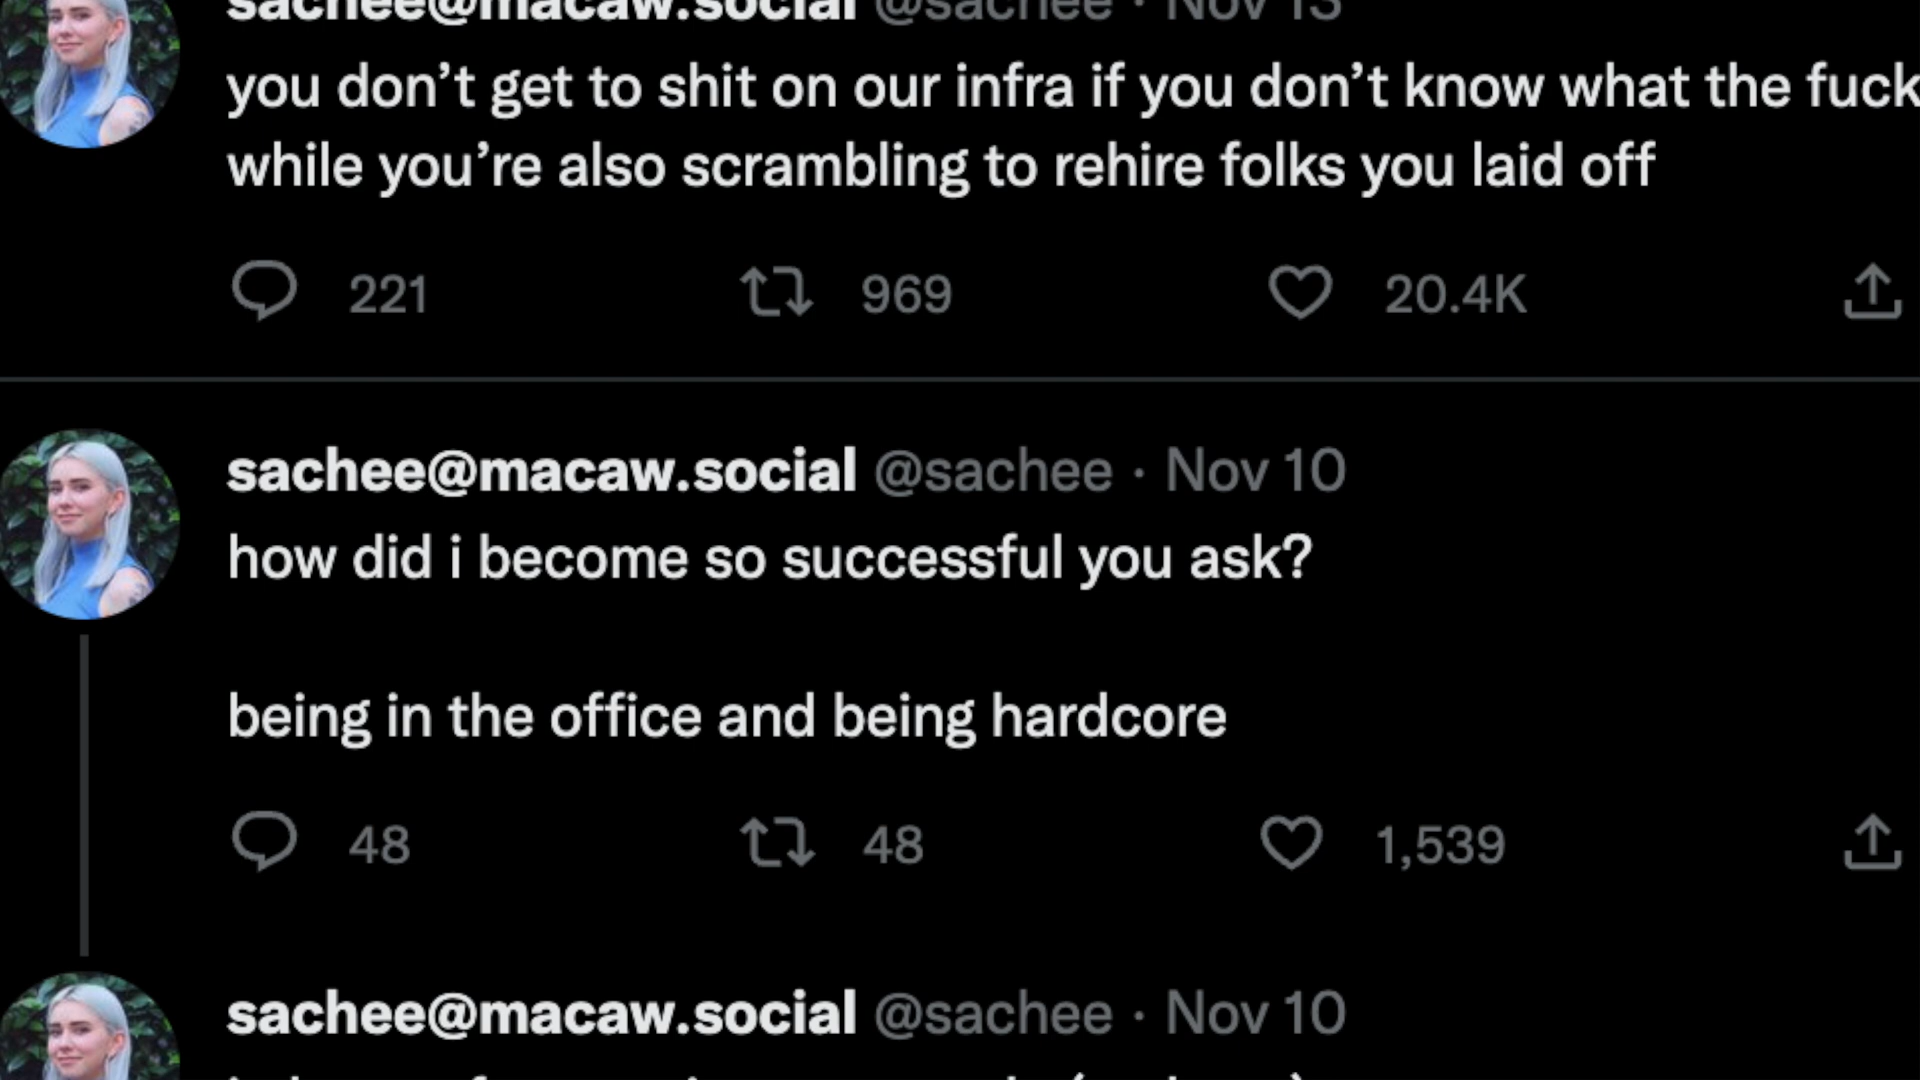 sachee@macaw.social @sachee · Nov 13
you don’t get to shit on our infra if you don’t know what the fuck
while you’re also scrambling to rehire folks you laid off
221 969 20.4K
sachee@macaw.social @sachee · Nov 10
how did i become so successful you ask?
being in the office and being hardcore
48 48 1,539
sachee@macaw.social @sachee · Nov 10